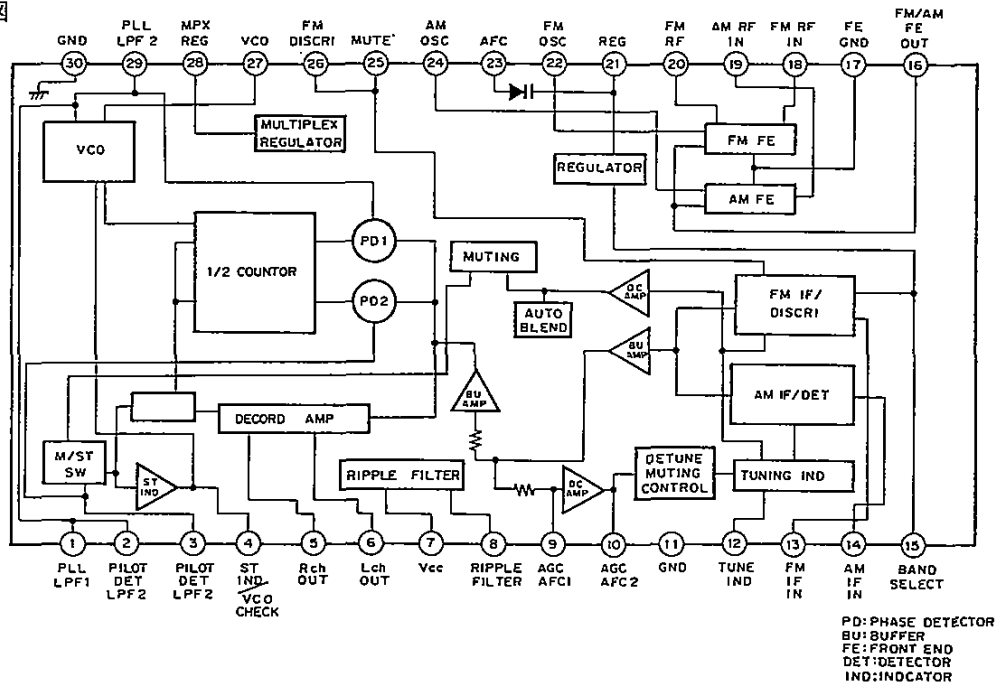 図
GND
PLL
LPF 2
MPX
REG
VCO
FM
DISCRI
MUTE
AM
OSC
AFC
FM
OSC
REG
FM
RF
AM RF
IN
FM RF
IN
FE
GND
FM/AM
FE
OUT
30
29
28
27
26
25
24
23
22
21
20
19
18
17
16
VCO
MULTIPLEX
REGULATOR
REGULATOR
FM FE
AM FE
1/2 COUNTOR
PD1
PD2
MUTING
AUTO
BLEND
DC
AMP
BU
AMP
FM IF/
DISCRI
AM IF/DET
BU
AMP
DECORD AMP
M/ST
SW
ST
IND
RIPPLE FILTER
DC
AMP
DETUNE
MUTING
CONTROL
TUNING IND
1
2
3
4
5
6
7
8
9
10
11
12
13
14
15
PLL
LPF1
PILOT
DET
LPF2
PILOT
DET
LPF2
ST
IND
/VCO
CHECK
Rch
OUT
Lch
OUT
Vcc
RIPPLE
FILTER
AGC
AFC1
AGC
AFC2
GND
TUNE
IND
FM
IF
IN
AM
IF
IN
BAND
SELECT
PD:PHASE DETECTOR
BU:BUFFER
FE:FRONT END
DET:DETECTOR
IND:INDCATOR